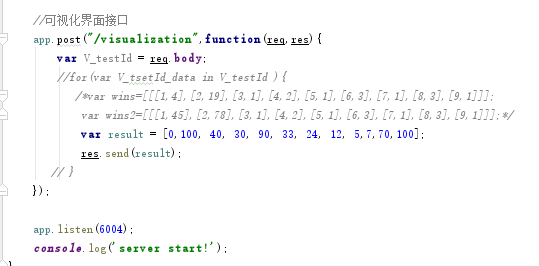 //可视化界面接口
app.post("/visualization",function(req,res){
var V_testId = req.body;
//for(var V_tsetId_data in V_testId ){
/*var wins=[[[1,4],[2,19],[3,1],[4,2],[5,1],[6,3],[7,1],[8,3],[9,1]]];
var wins2=[[[1,45],[2,78],[3,1],[4,2],[5,1],[6,3],[7,1],[8,3],[9,1]]];*/
var result = [0,100, 40, 30, 90, 33, 24, 12, 5,7,70,100];
res.send(result);
// }
});
app.listen(6004);
console.log('server start!');
}